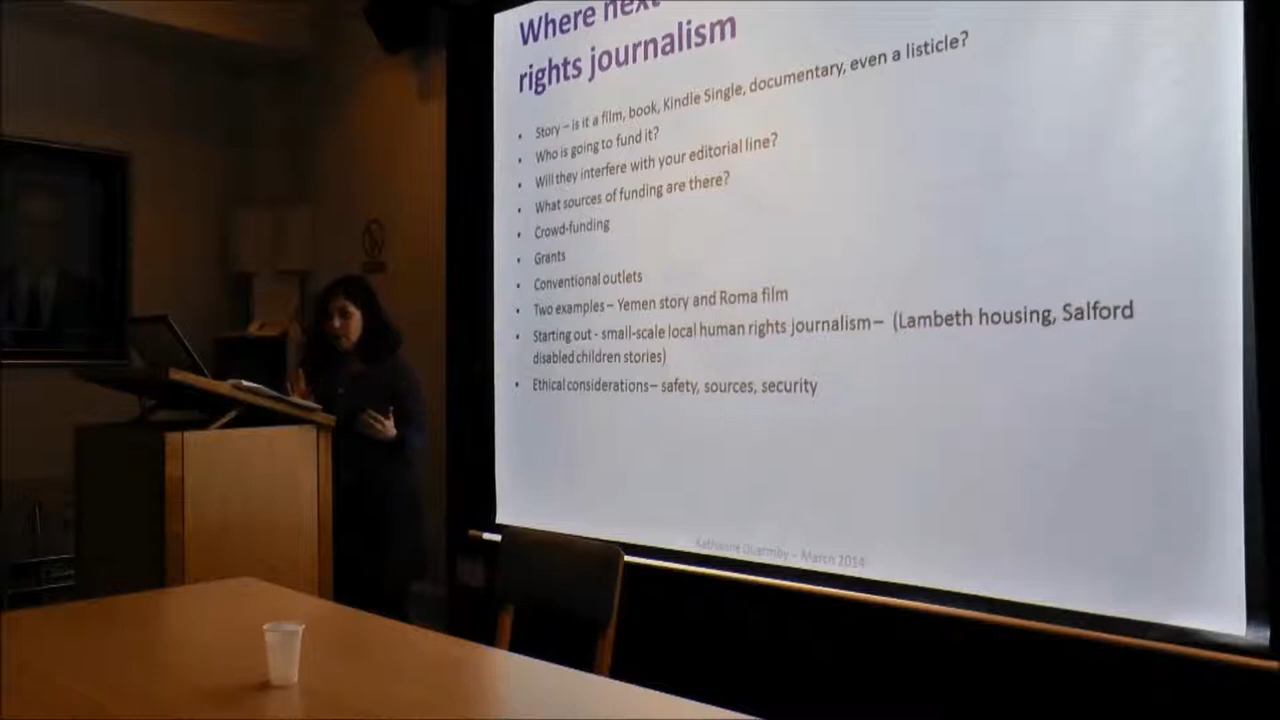 Where next
rights journalism
• Story – is it a film, book, Kindle Single, documentary, even a listicle?
• Who is going to fund it?
• Will they interfere with your editorial line?
• What sources of funding are there?
• Crowd-funding
• Grants
• Conventional outlets
• Two examples – Yemen story and Roma film
• Starting out - small-scale local human rights journalism – (Lambeth housing, Salford
disabled children stories)
• Ethical considerations – safety, sources, security
Katharine Quarmby – March 2014